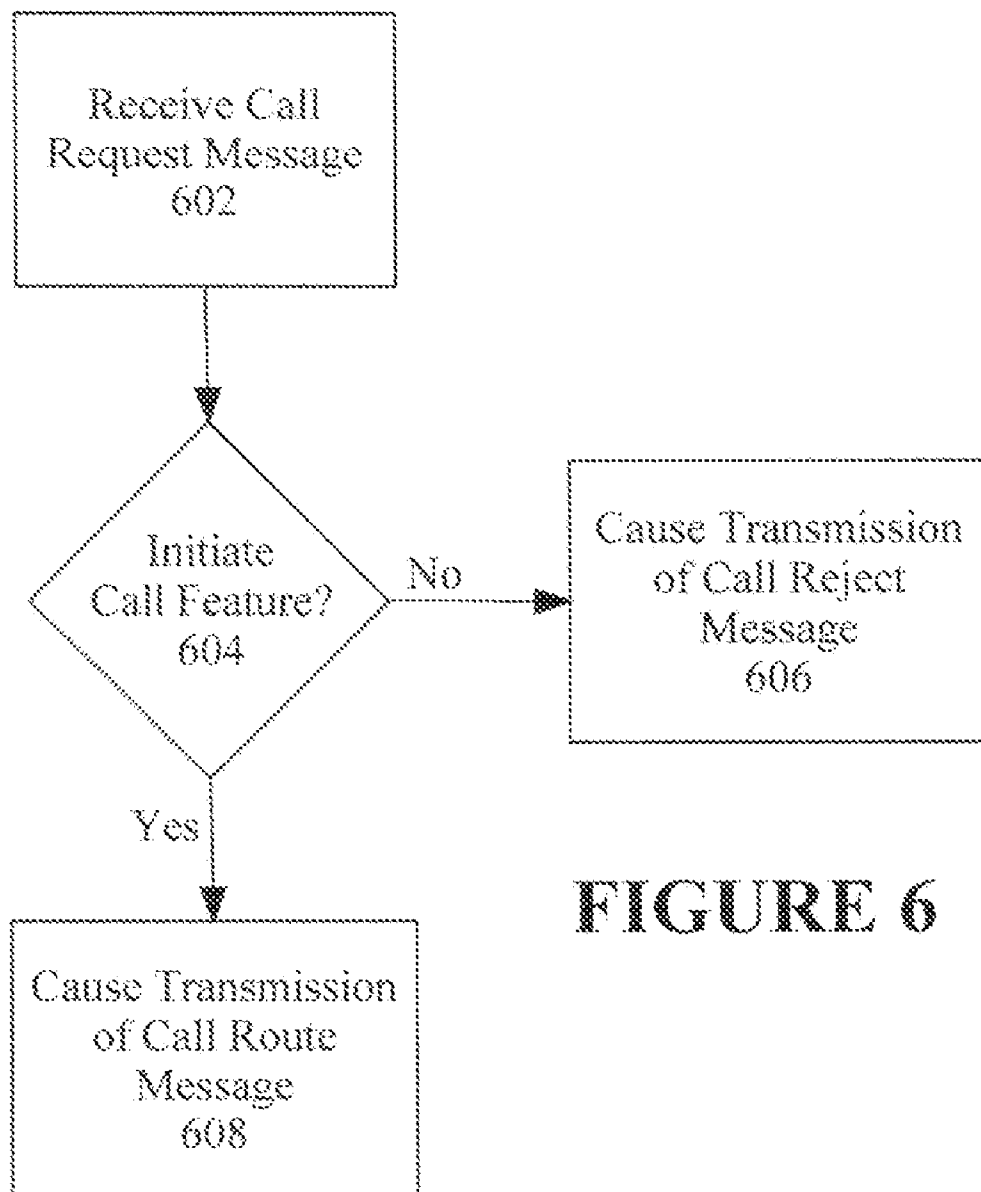 Receive Call
Request Message
602
Initiate
Call Feature?
604
No
Cause Transmission
of Call Reject
Message
606
Yes
FIGURE 6
Cause Transmission
of Call Route
Message
608